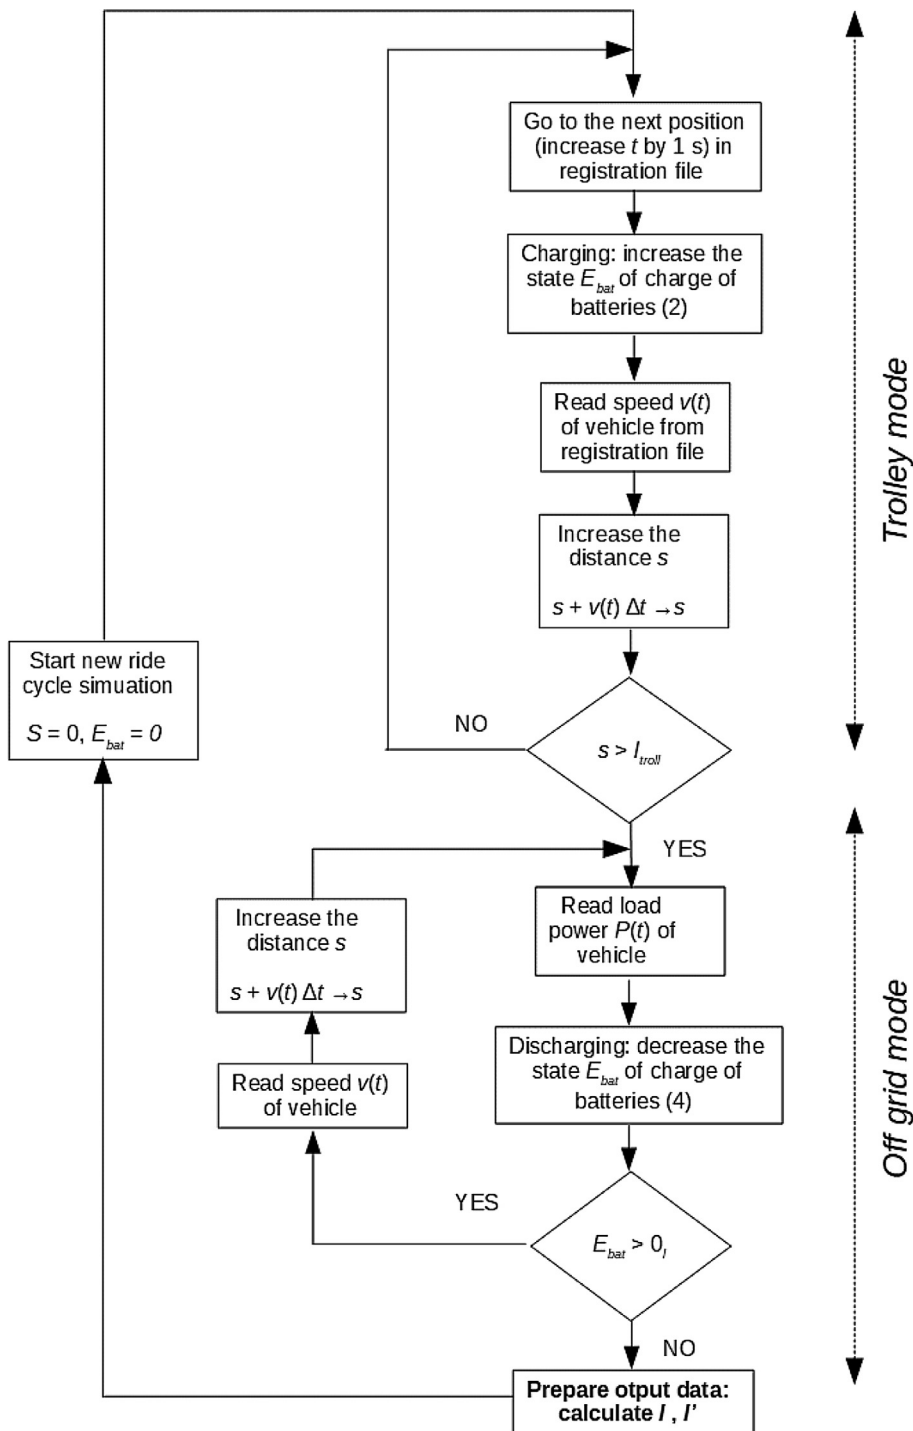 Go to the next position
(increase t by 1 s) in
registration file
Charging: increase the
state E_bat of charge of
batteries (2)
Read speed v(t)
of vehicle from
registration file
Increase the
distance s
s + v(t) Δt →s
Trolley mode
Start new ride
cycle simuation
S = 0, E_bat = 0
NO
s > l_troll
YES
Increase the
distance s
s + v(t) Δt →s
Read load
power P(t) of
vehicle
Read speed v(t)
of vehicle
Discharging: decrease the
state E_bat of charge of
batteries (4)
Off grid mode
YES
E_bat > 0_l
NO
Prepare otput data:
calculate l , l’